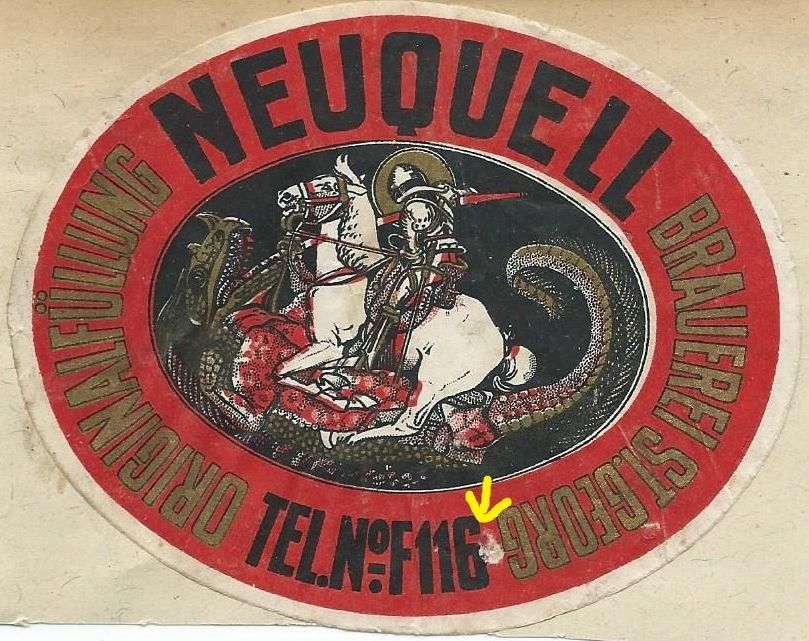 NEUQUELL
ORIGINALFÜLLUNG
BRAUEREI ST. GEORG
TEL. No F 116